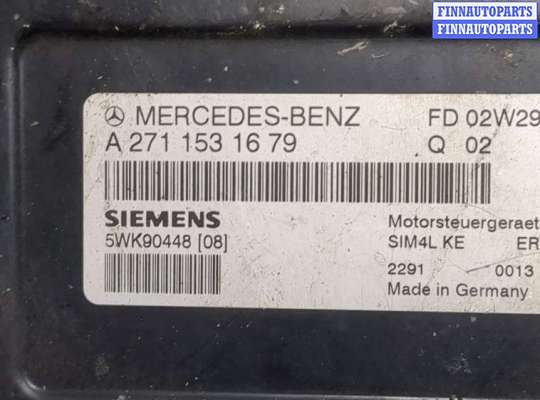 FINNAUTOPARTS
FINNAUTOPARTS
MERCEDES-BENZ FD 02W29
A 271 153 16 79 Q 02
SIEMENS Motorsteuergeraet
5WK90448 [08] SIM4L KE ER
2291 0013
Made in Germany